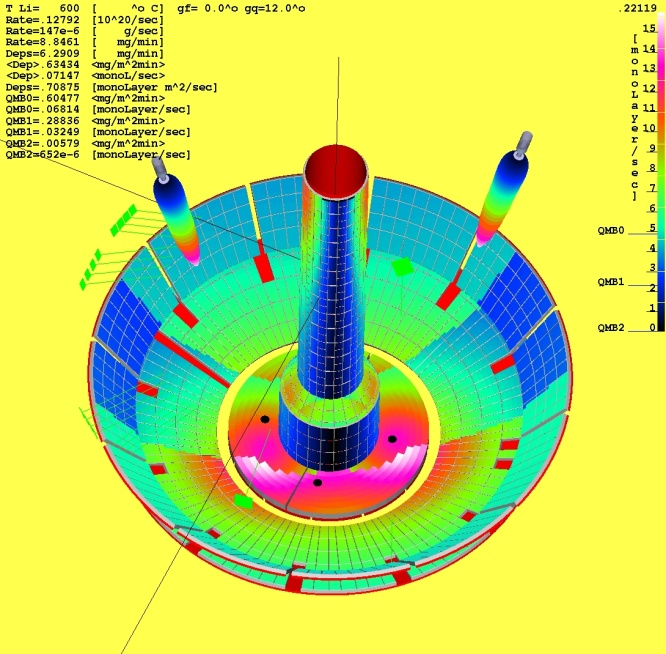 T Li= 600 [ ^o C] gf= 0.0^o gq=12.0^o
Rate=.12792 [10^20/sec]
Rate=147e-6 [ g/sec]
Rate=8.8461 [ mg/min]
Deps=6.2909 [ mg/min]
<Dep>.63434 <mg/m^2min>
<Dep>.07147 <monoL/sec>
Deps=.70875 [monoLayer m^2/sec]
QMB0=.60477 <mg/m^2min>
QMB0=.06814 [monoLayer/sec]
QMB1=.28836 <mg/m^2min>
QMB1=.03249 [monoLayer/sec]
QMB2=.00579 <mg/m^2min>
QMB2=652e-6 [monoLayer/sec]
.22119
[monoLayer/sec]
.15
.14
.13
.12
.11
.10
.9
.8
.7
.6
.5
QMB0
.4
.3
QMB1
.2
.1
QMB2
0